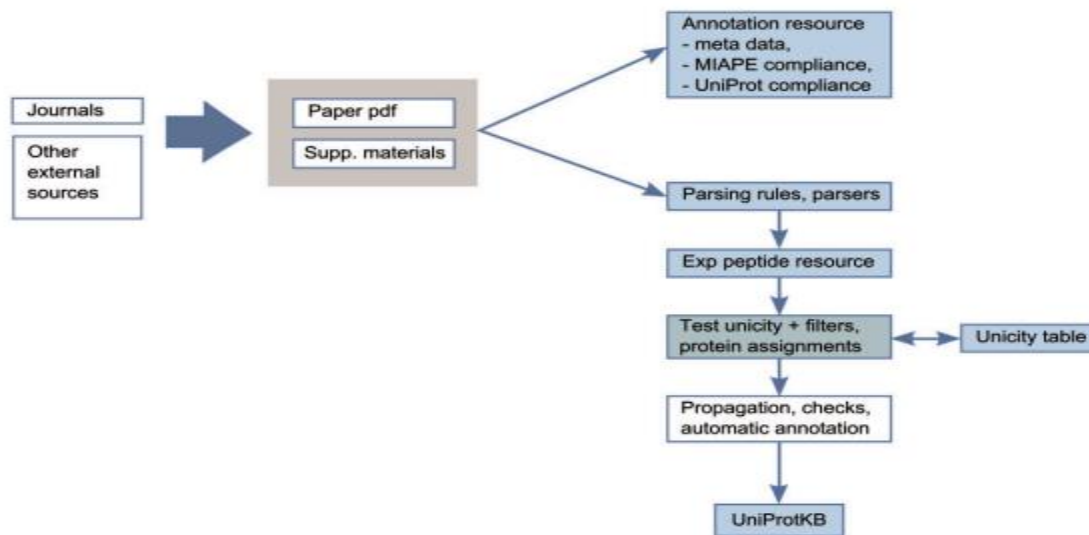 Annotation resource
- meta data,
- MIAPE compliance,
- UniProt compliance
Journals
Other
external
sources
Paper pdf
Supp. materials
Parsing rules, parsers
Exp peptide resource
Test unicity + filters,
protein assignments
Unicity table
Propagation, checks,
automatic annotation
UniProtKB